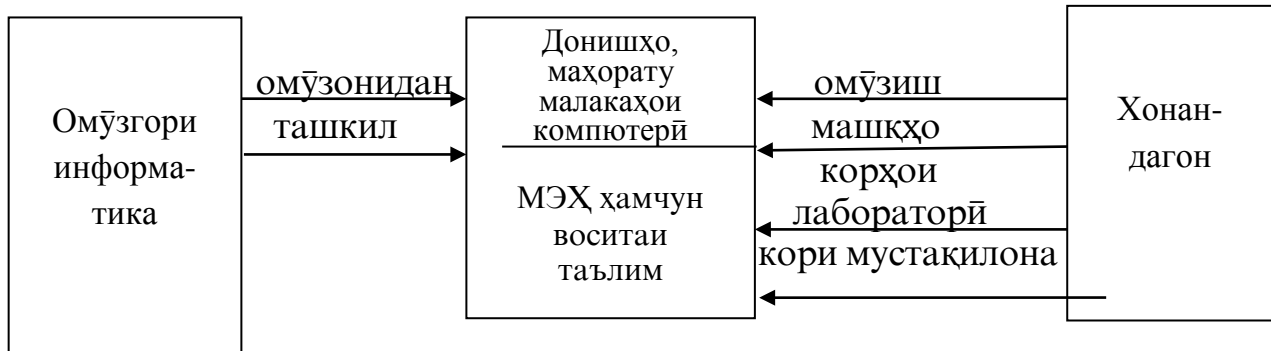 Омӯзгори
информа-
тика
омӯзонидан
ташкил
Донишҳо,
маҳорату
малакаҳои
компютерӣ
МЭҲ ҳамчун
воситаи
таълим
омӯзиш
машқҳо
корҳои
лабораторӣ
кори мустақилона
Хонан-
дагон